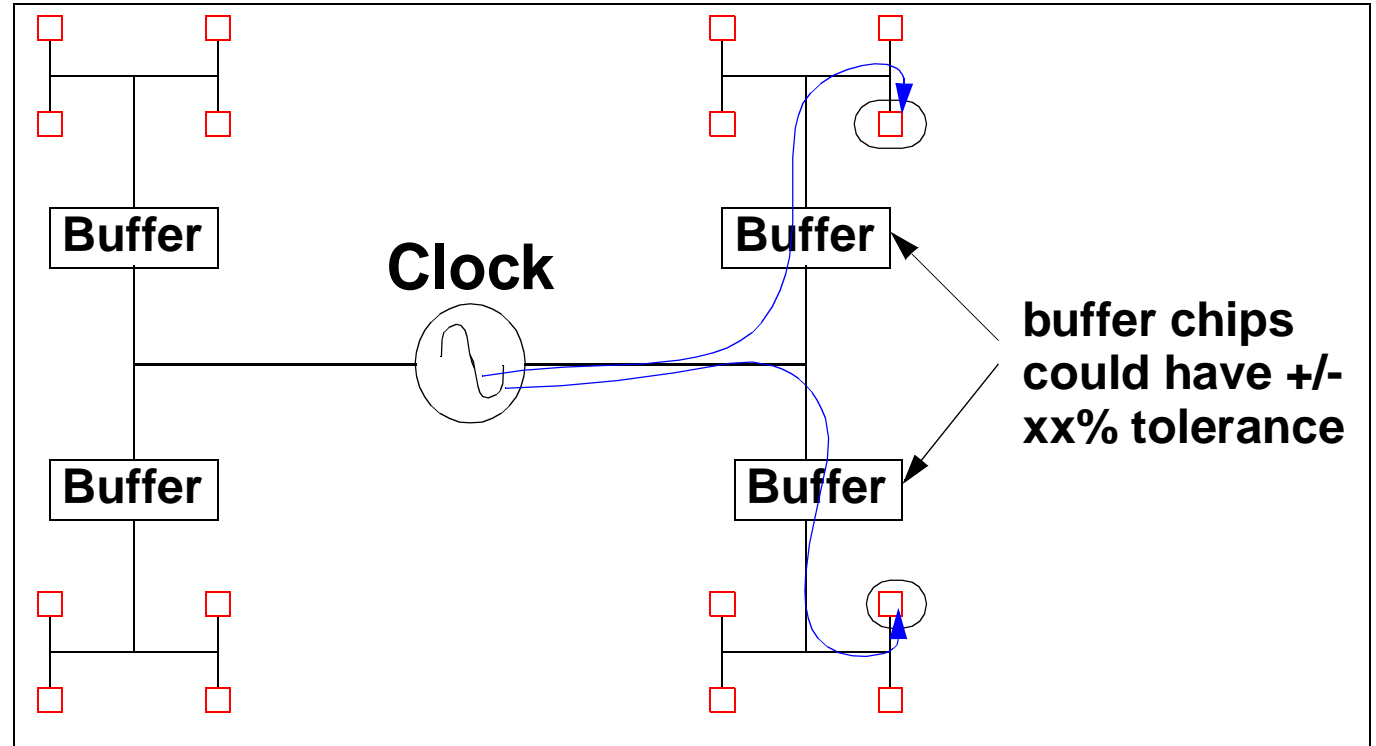 Buffer
Buffer
Clock
buffer chips
could have +/-
xx% tolerance
Buffer
Buffer